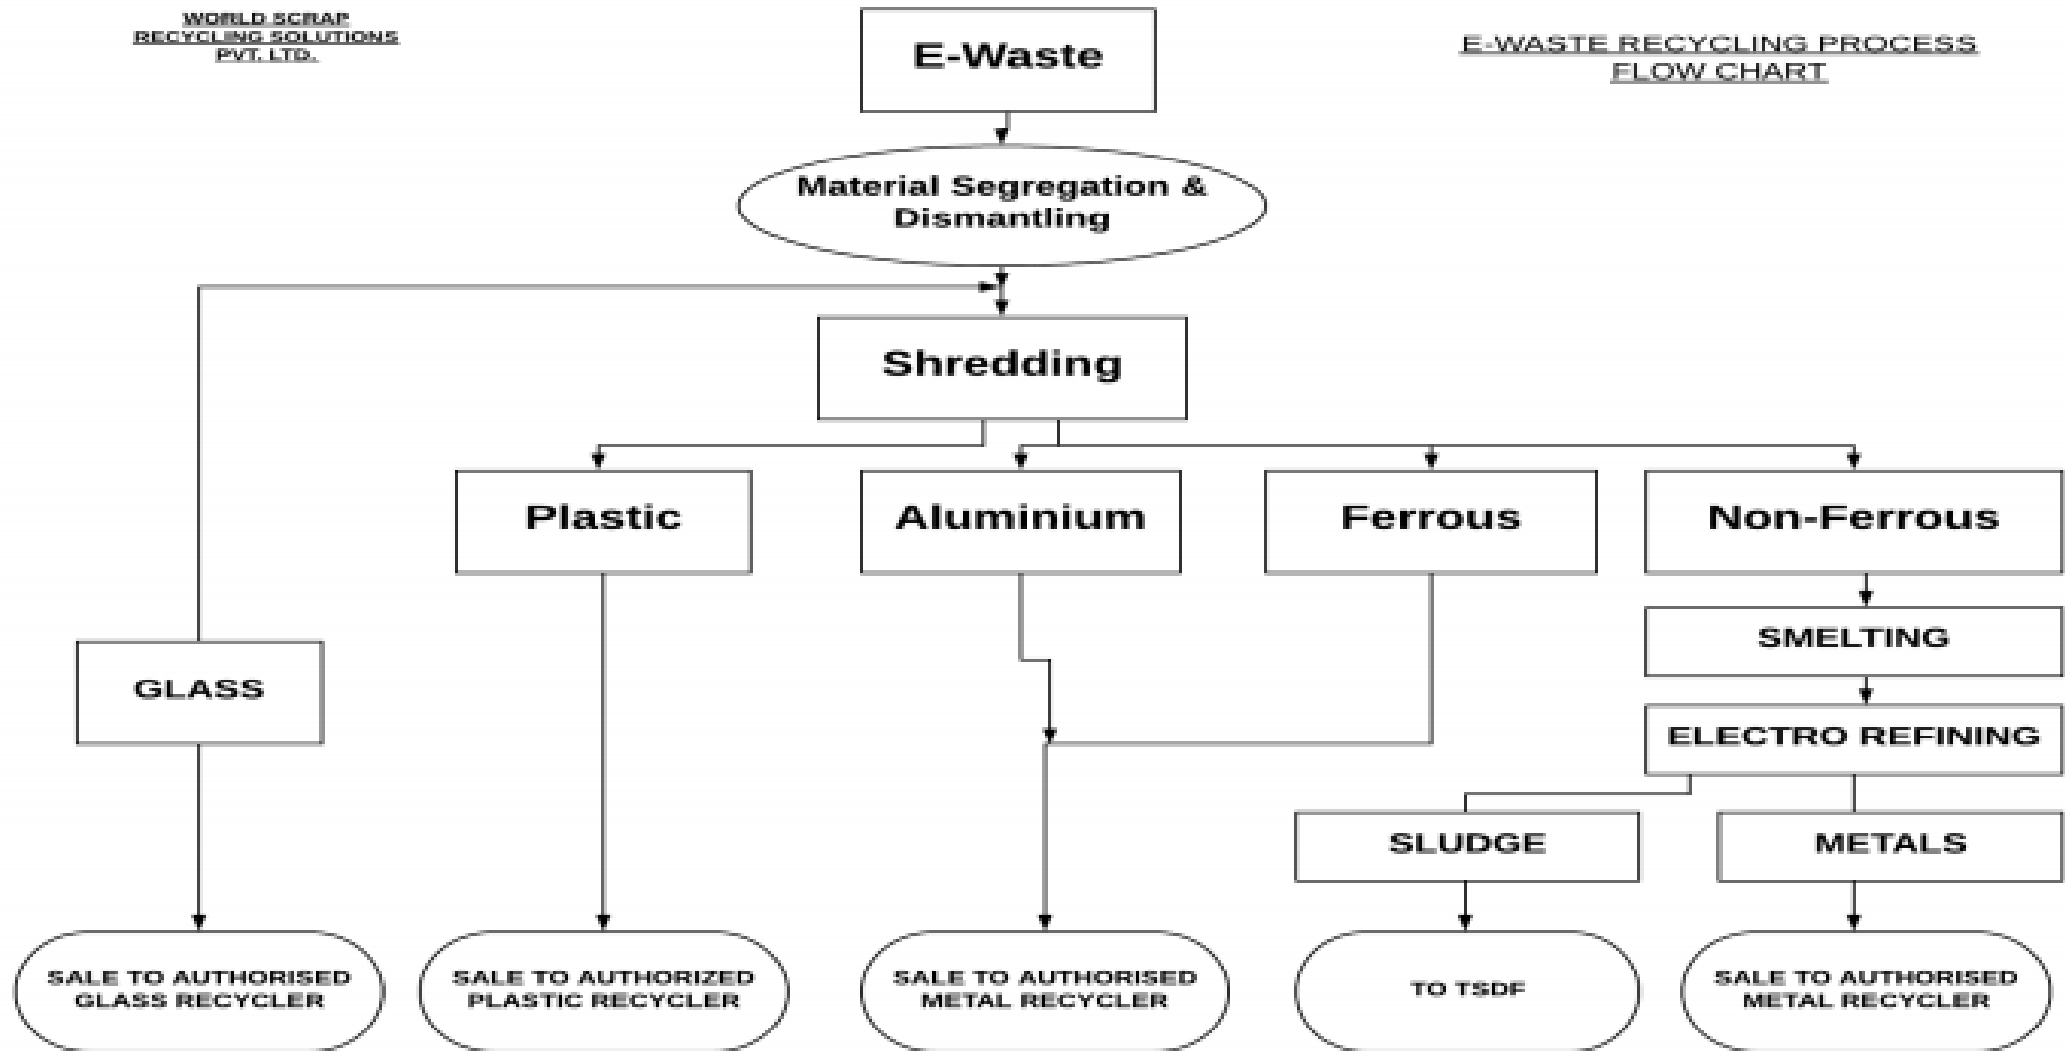 WORLD SCRAP
RECYCLING SOLUTIONS
PVT. LTD.
E-WASTE RECYCLING PROCESS
FLOW CHART
E-Waste
Material Segregation &
Dismantling
Shredding
Plastic
Aluminium
Ferrous
Non-Ferrous
SMELTING
GLASS
ELECTRO REFINING
SLUDGE
METALS
SALE TO AUTHORISED
GLASS RECYCLER
SALE TO AUTHORIZED
PLASTIC RECYCLER
SALE TO AUTHORISED
METAL RECYCLER
TO TSDF
SALE TO AUTHORISED
METAL RECYCLER